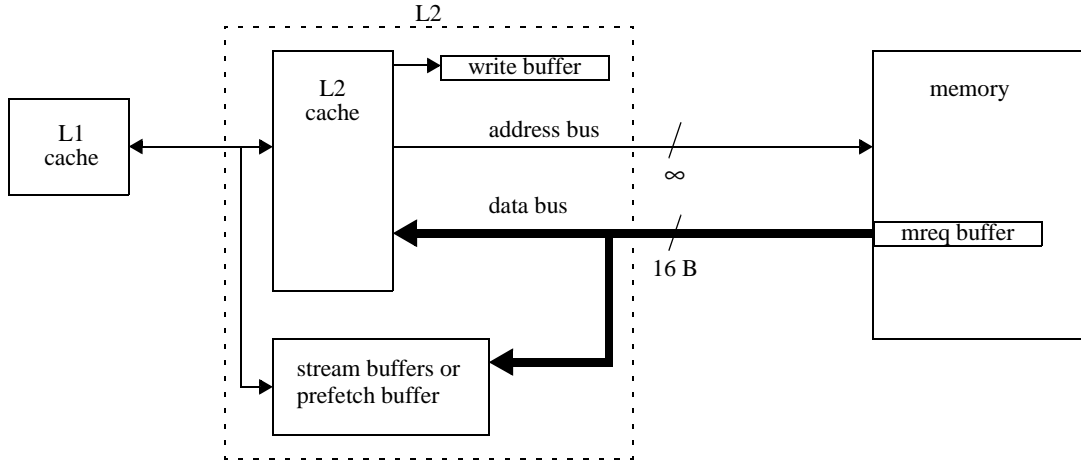 L2
write buffer
L2
cache
memory
L1
cache
address bus
∞
data bus
mreq buffer
16 B
stream buffers or
prefetch buffer